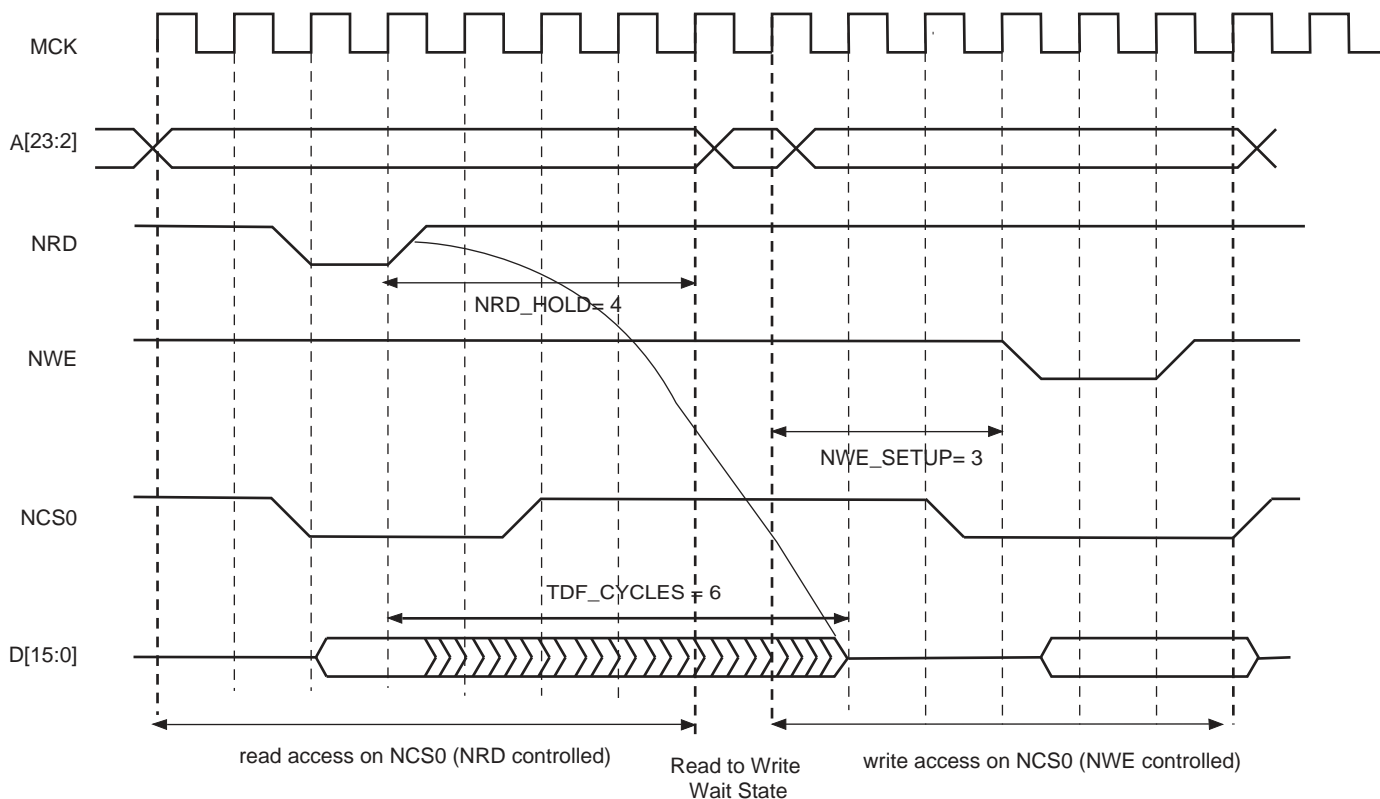 MCK
A[23:2]
NRD
NRD_HOLD= 4
NWE
NWE_SETUP= 3
NCS0
TDF_CYCLES = 6
D[15:0]
read access on NCS0 (NRD controlled)
Read to Write
Wait State
write access on NCS0 (NWE controlled)